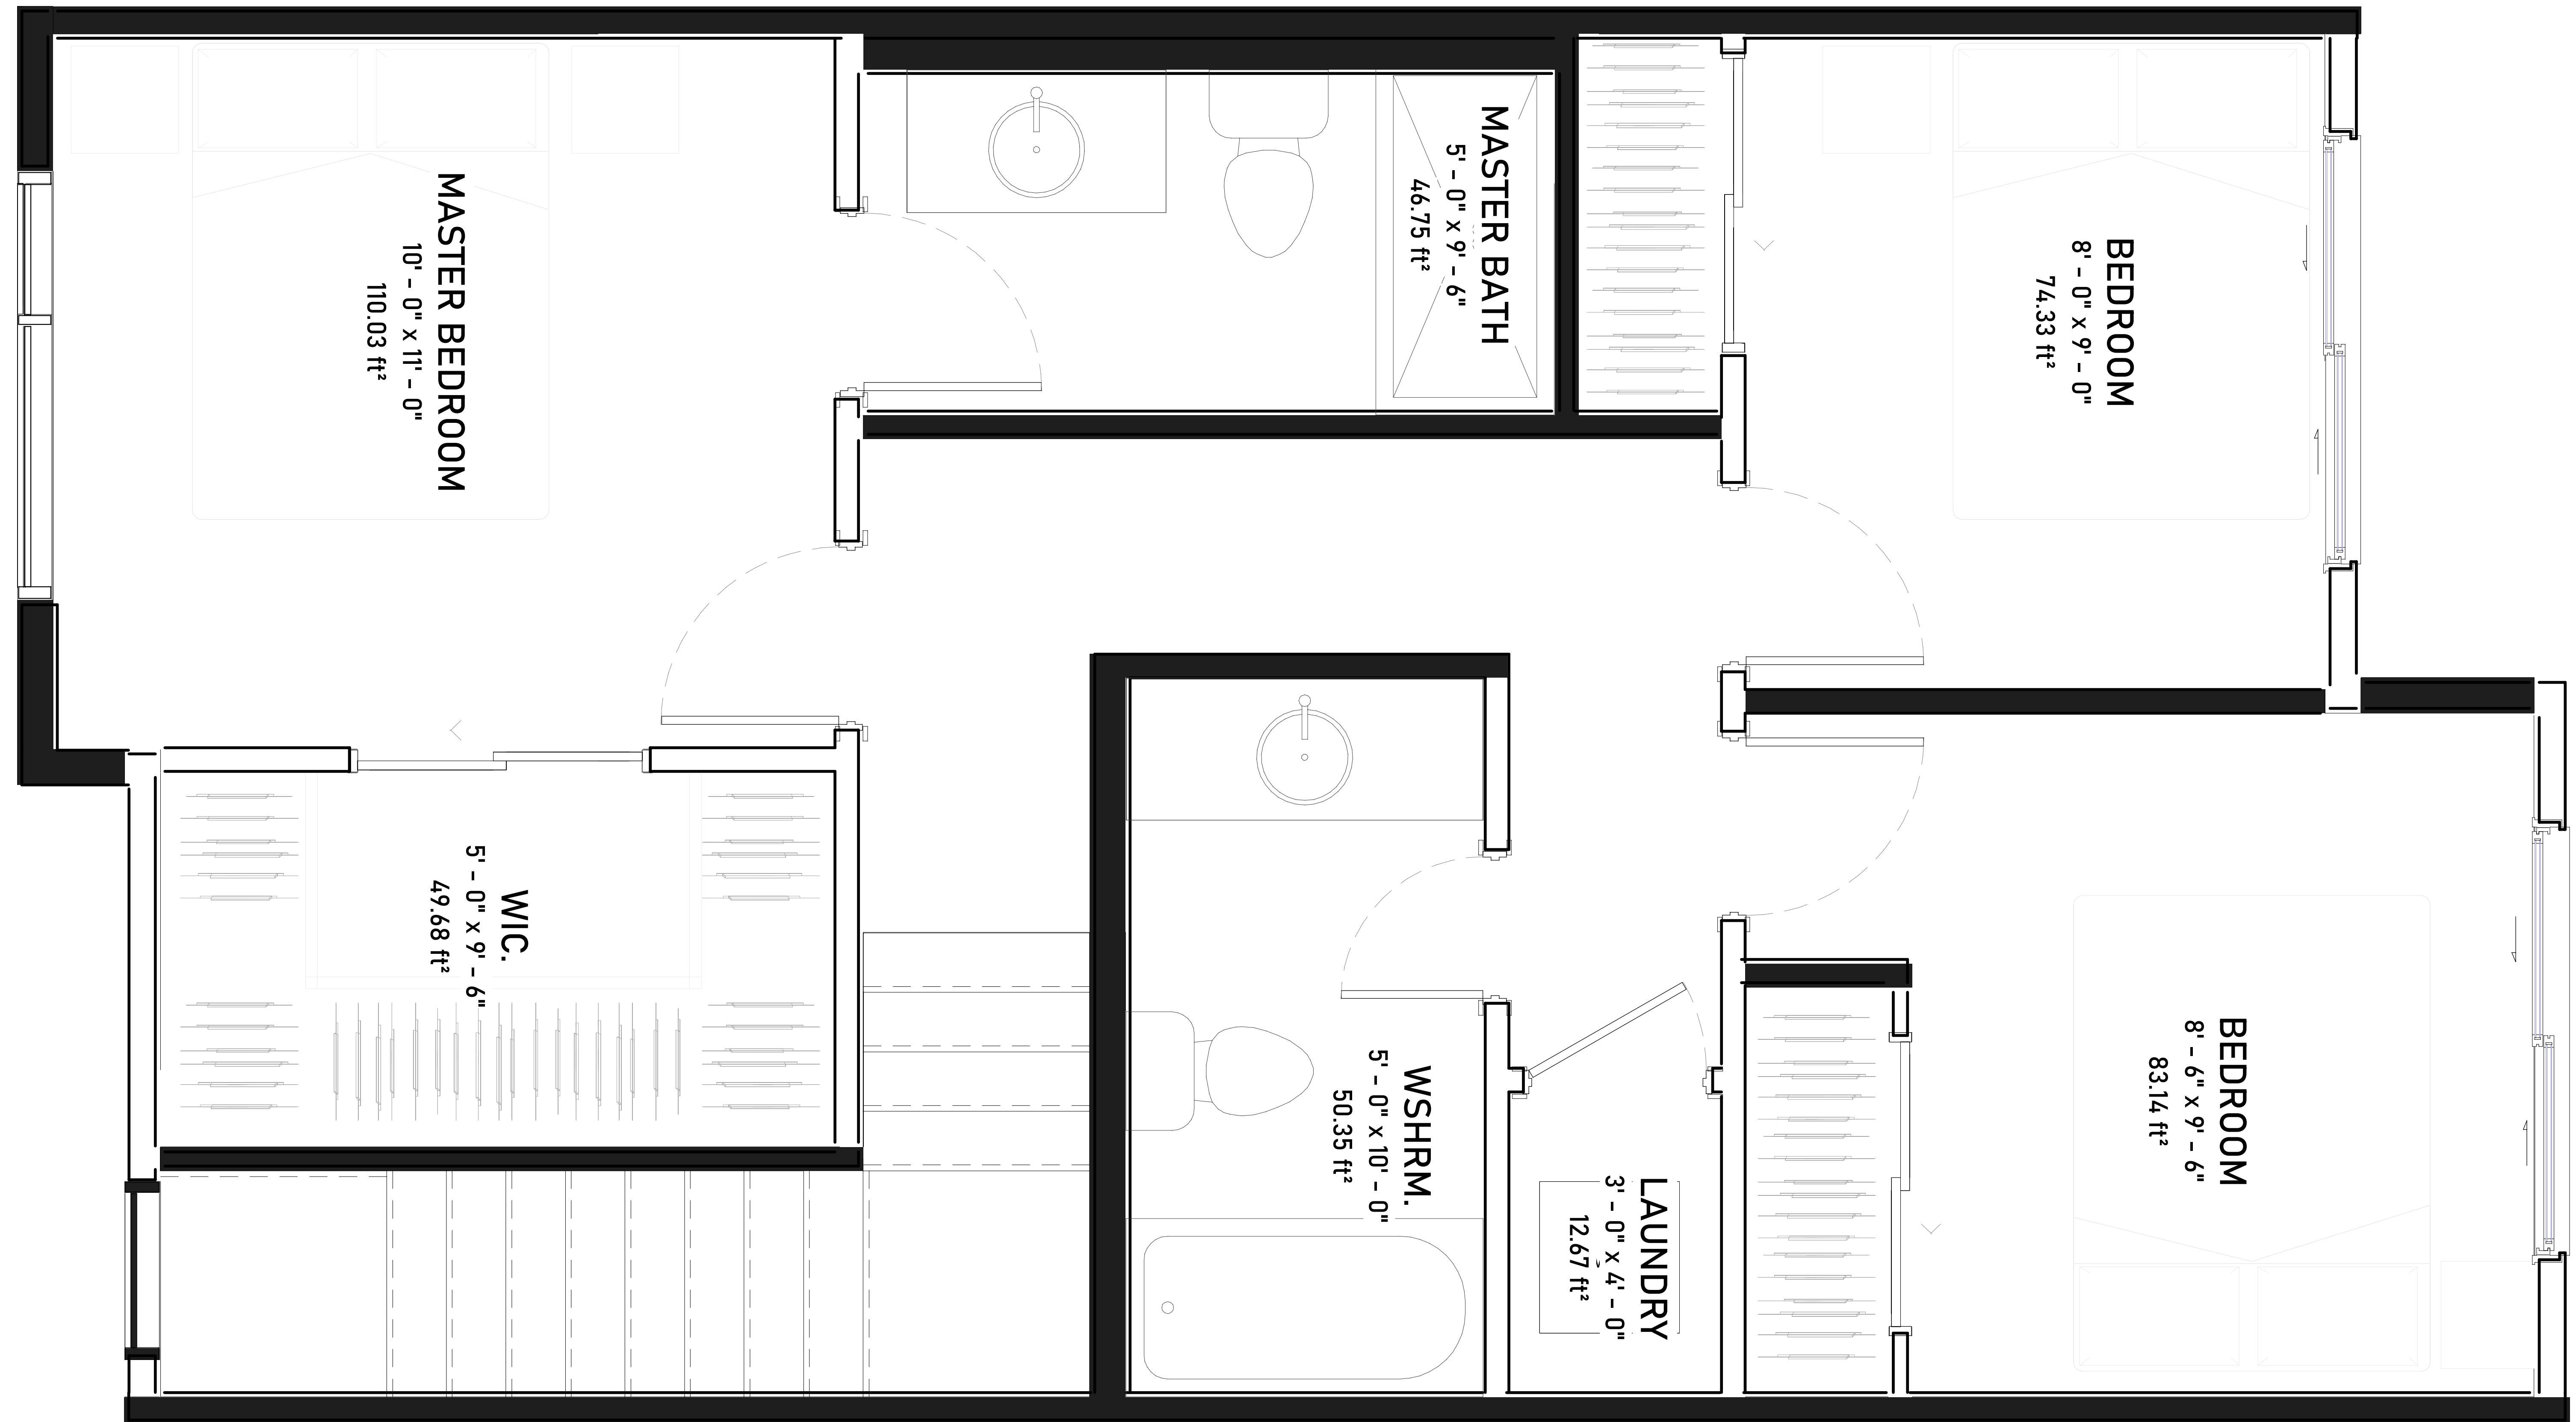 MASTER BEDROOM
10' - 0" x 11' - 0"
110.03 ft²
MASTER BATH
5' - 0" x 9' - 6"
46.75 ft²
BEDROOM
8' - 0" x 9' - 0"
74.33 ft²
WIC.
5' - 0" x 9' - 6"
49.68 ft²
WSHRM.
5' - 0" x 10' - 0"
50.35 ft²
LAUNDRY
3' - 0" x 4' - 0"
12.67 ft²
BEDROOM
8' - 6" x 9' - 6"
83.14 ft²